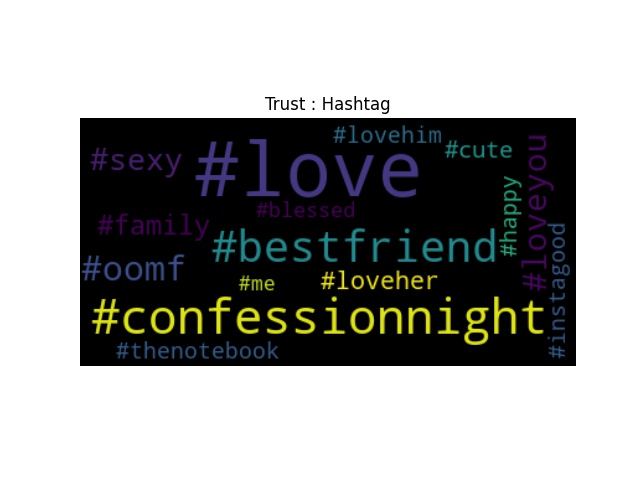 Trust : Hashtag
#lovehim
#cute
#sexy
#love
#loveyou
#happy
#blessed
#family
#bestfriend
#instagood
#oomf
#me
#loveher
#confessionnight
#thenotebook